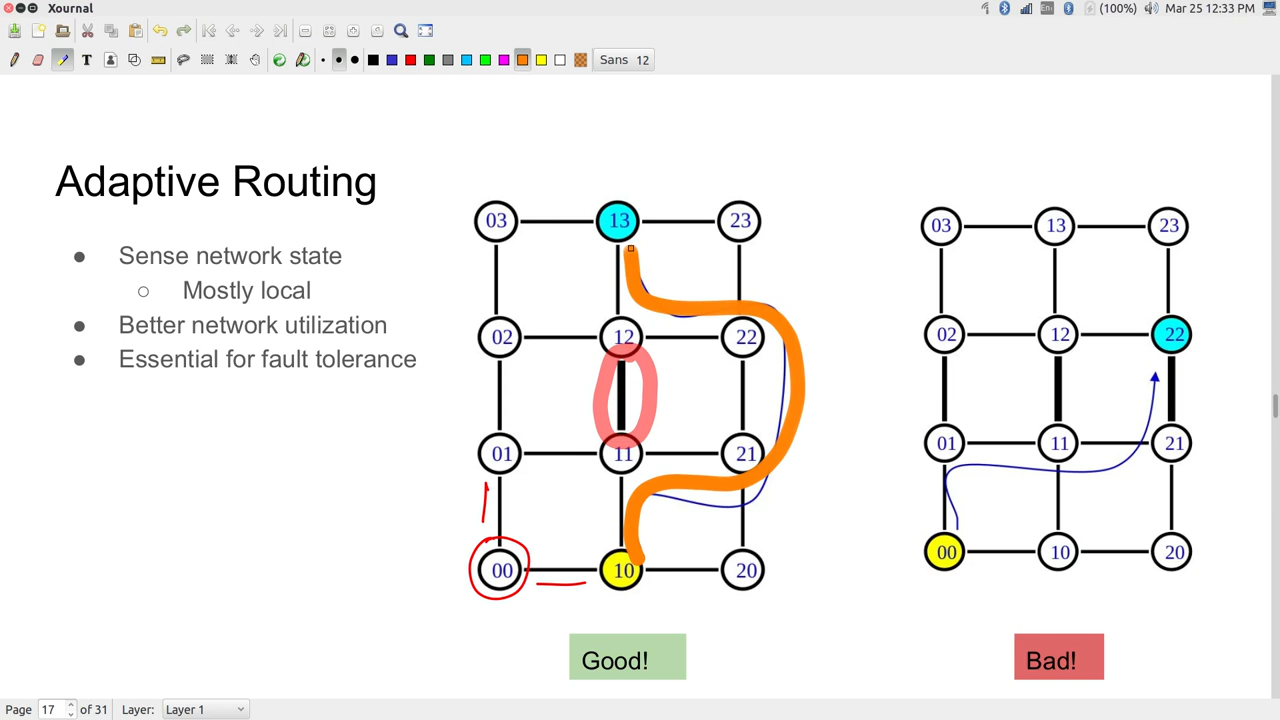 Xournal
En
(100%)
Mar 25 12:33 PM
Sans 12
Adaptive Routing
● Sense network state
○ Mostly local
● Better network utilization
● Essential for fault tolerance
03 13 23
02 12 22
01 11 21
00 10 20
Good!
03 13 23
02 12 22
01 11 21
00 10 20
Bad!
Page 17 of 31 Layer: Layer 1